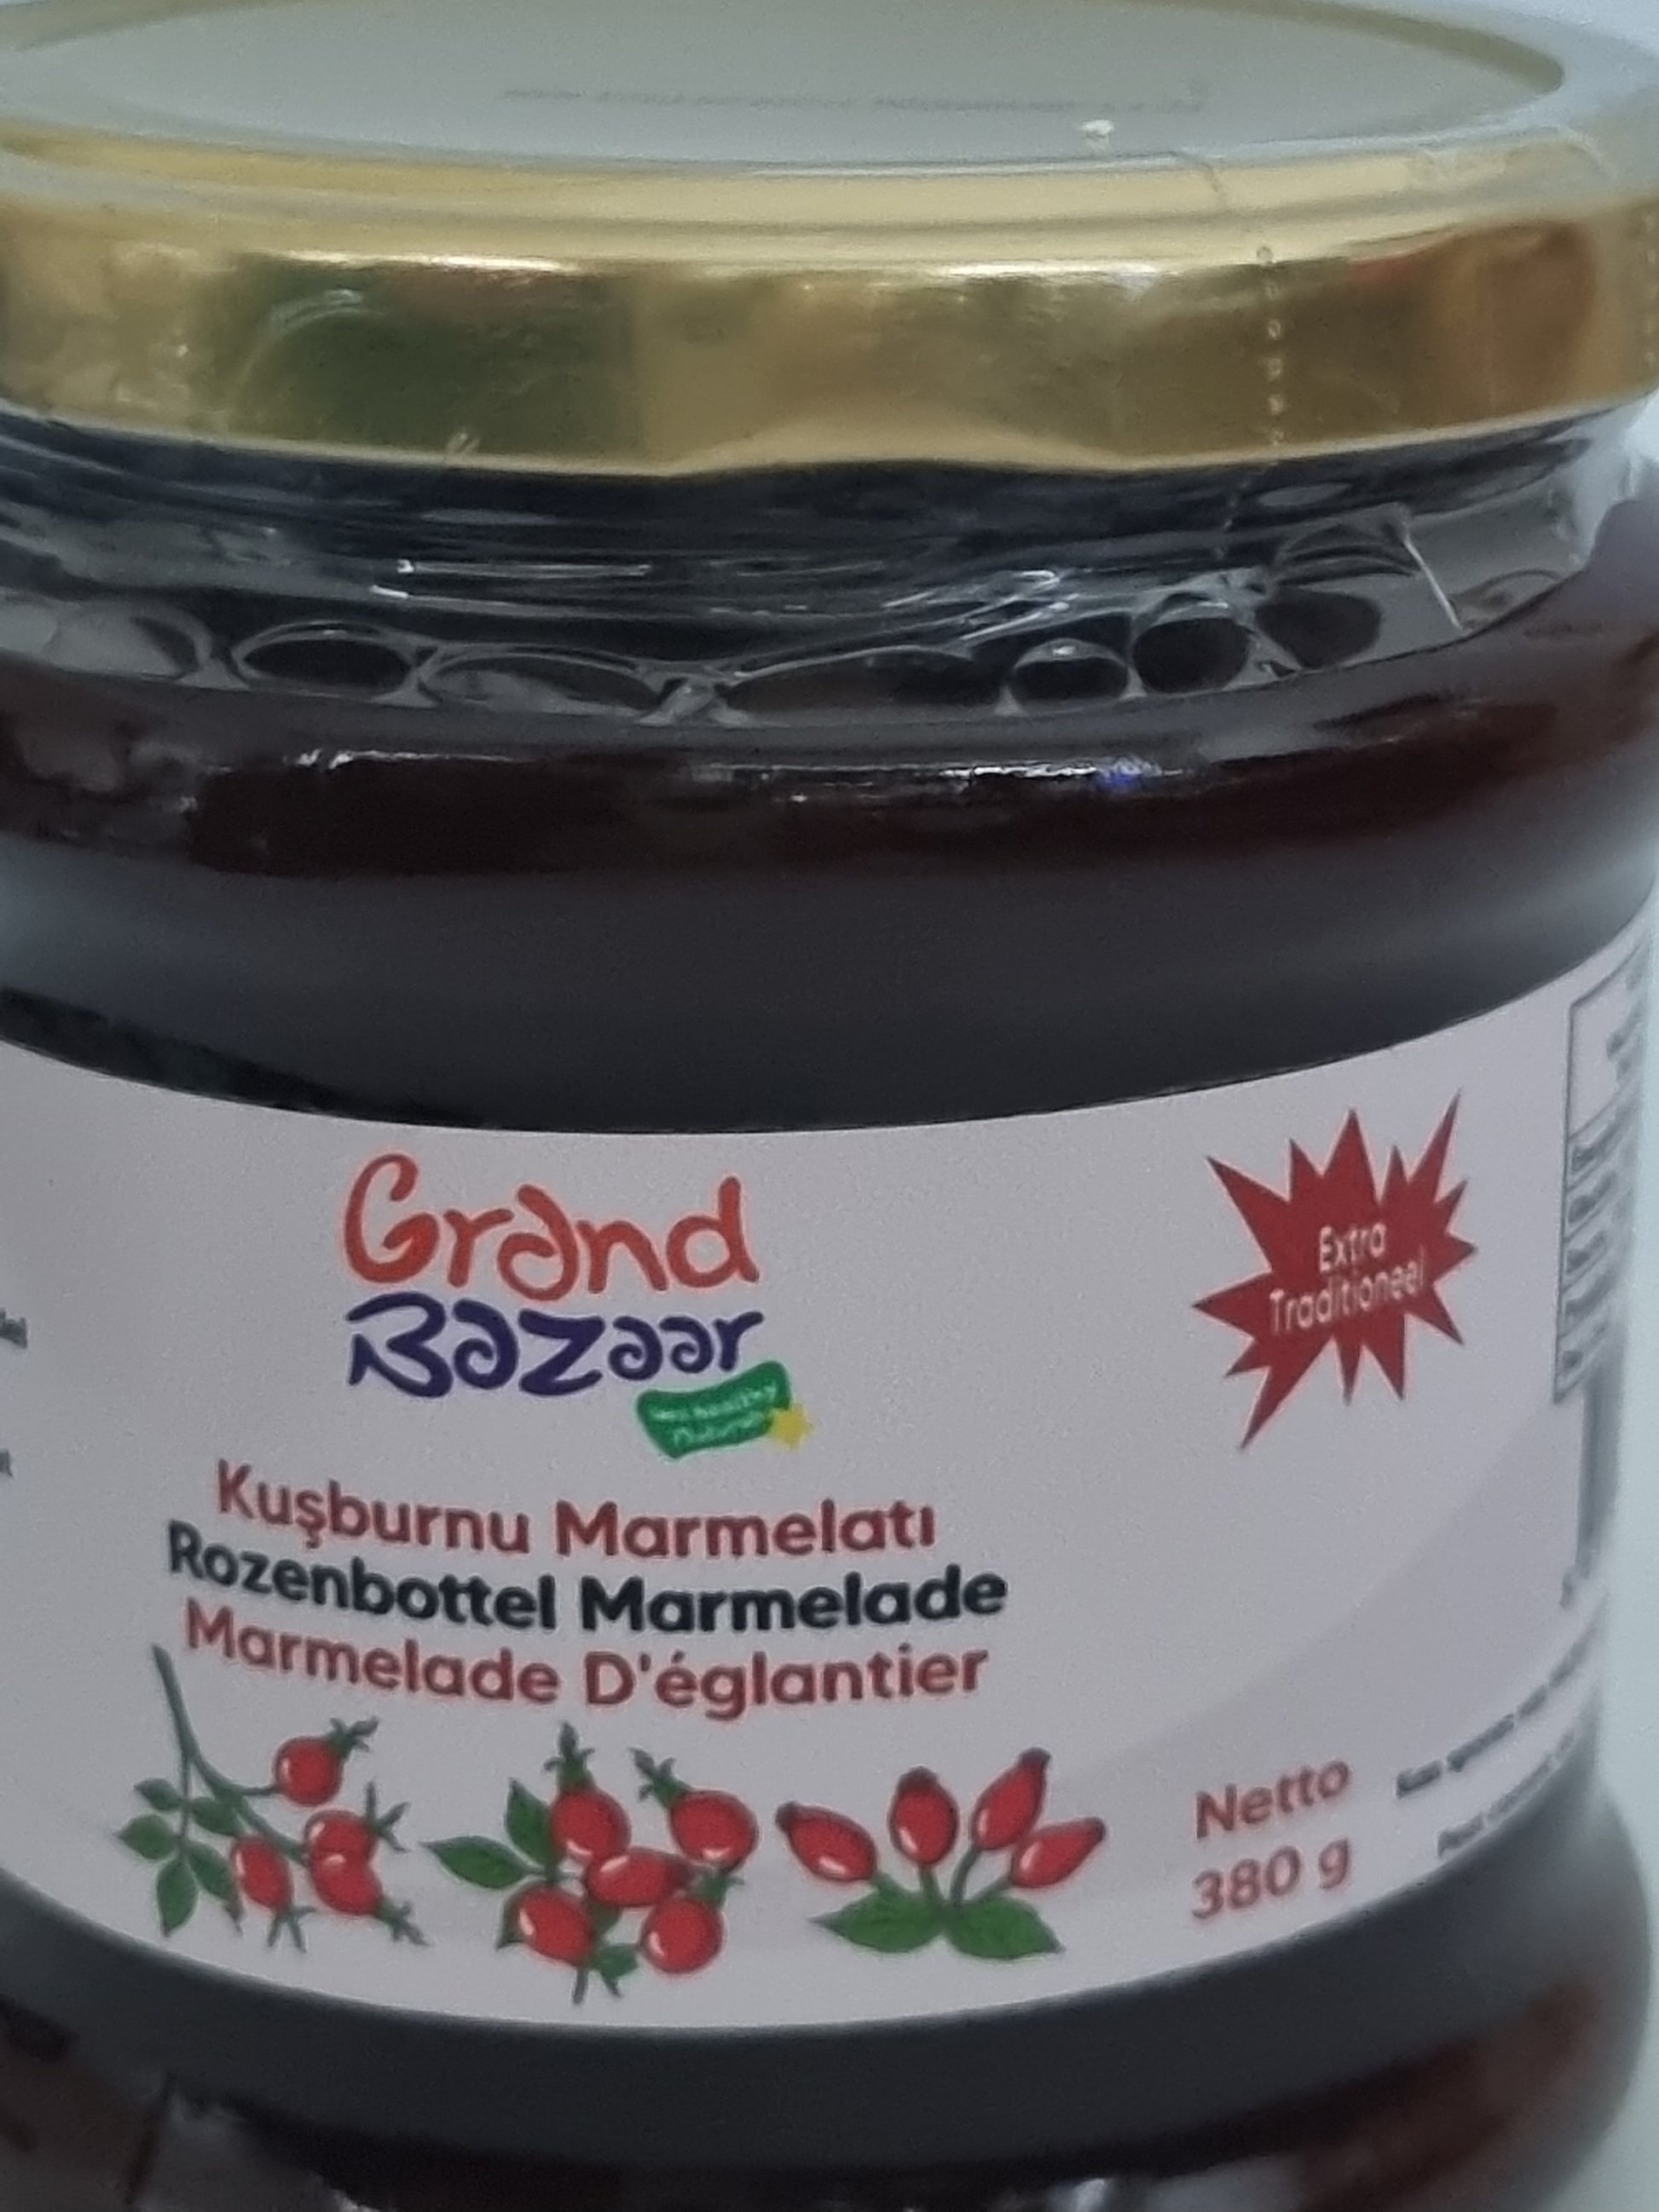 Grand
Bazaar
Extra
Traditioneel
Kuşburnu Marmelatı
Rozenbottel Marmelade
Marmelade D'églantier
Netto
380 g